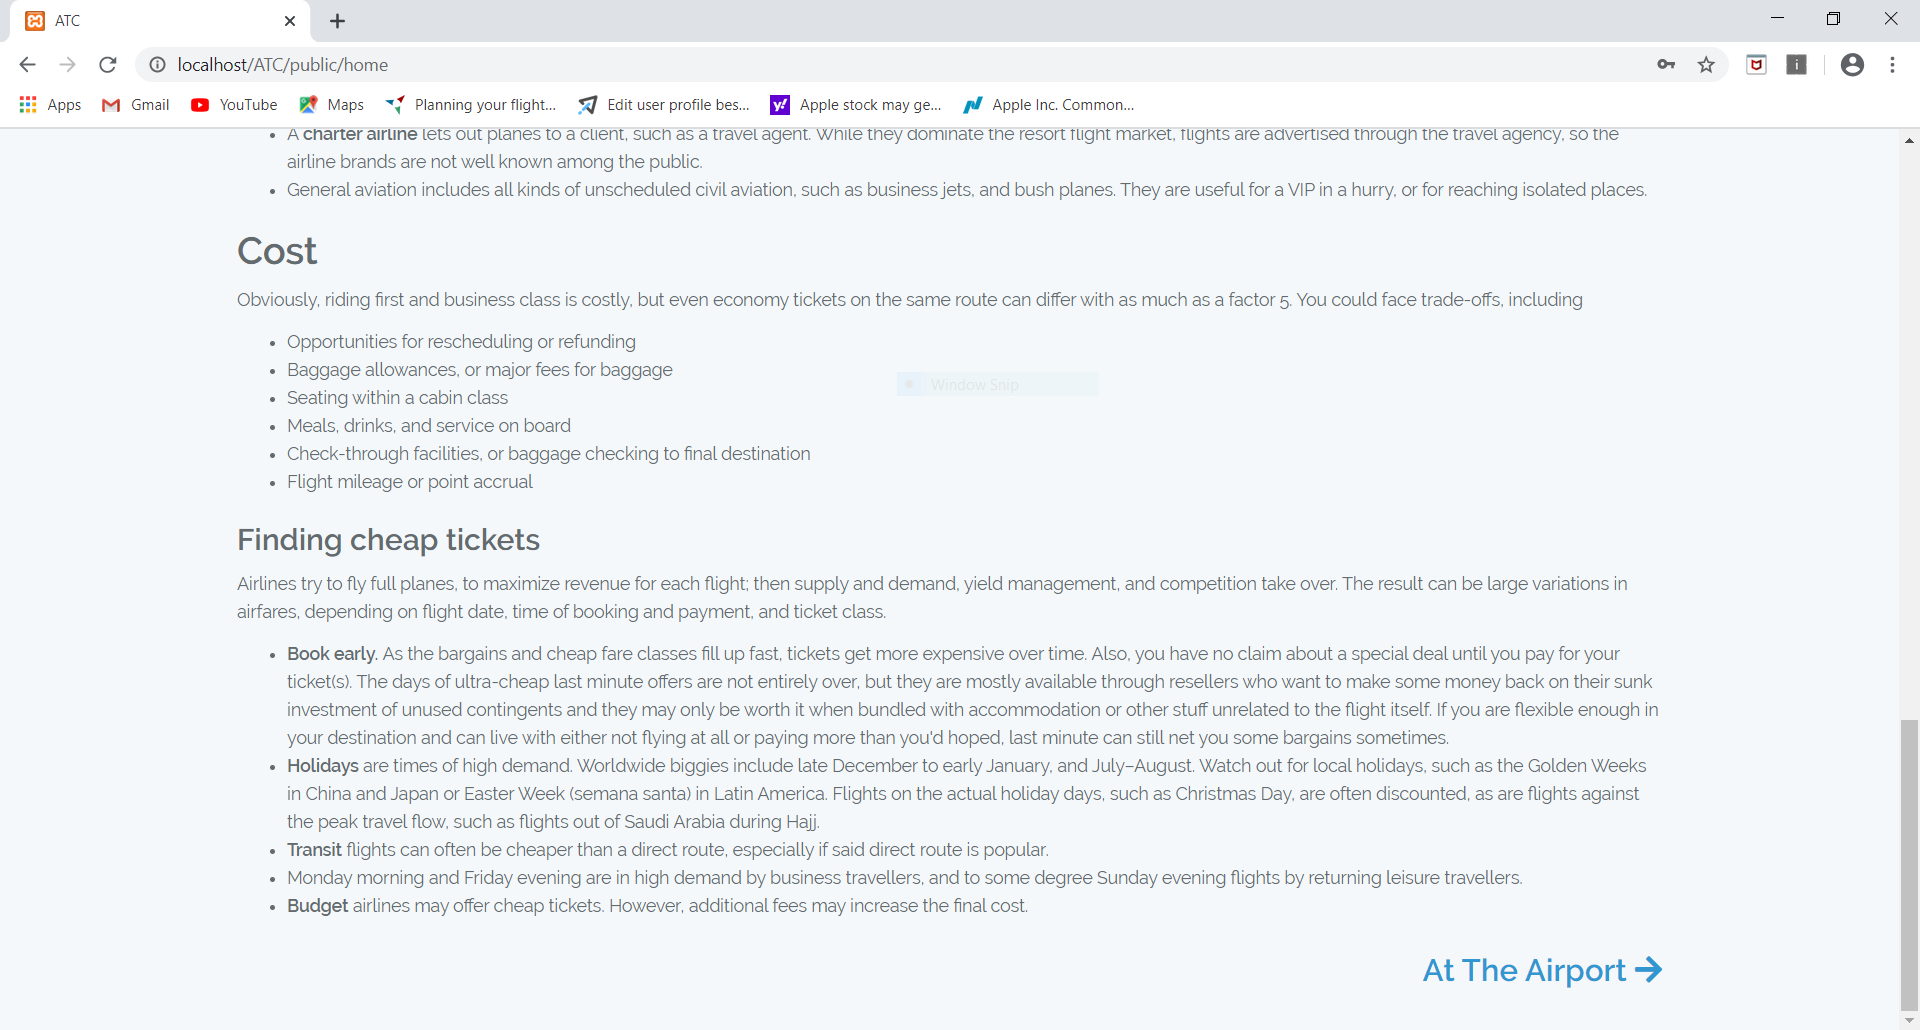 ATC
localhost/ATC/public/home
Apps Gmail YouTube Maps Planning your flight... Edit user profile bes... Apple stock may ge... Apple Inc. Common...
• A charter airline lets out planes to a client, such as a travel agent. While they dominate the resort flight market, flights are advertised through the travel agency, so the
airline brands are not well known among the public.
• General aviation includes all kinds of unscheduled civil aviation, such as business jets, and bush planes. They are useful for a VIP in a hurry, or for reaching isolated places.
Cost
Obviously, riding first and business class is costly, but even economy tickets on the same route can differ with as much as a factor 5. You could face trade-offs, including
• Opportunities for rescheduling or refunding
• Baggage allowances, or major fees for baggage
Window Snip
• Seating within a cabin class
• Meals, drinks, and service on board
• Check-through facilities, or baggage checking to final destination
• Flight mileage or point accrual
Finding cheap tickets
Airlines try to fly full planes, to maximize revenue for each flight; then supply and demand, yield management, and competition take over. The result can be large variations in
airfares, depending on flight date, time of booking and payment, and ticket class.
• Book early. As the bargains and cheap fare classes fill up fast, tickets get more expensive over time. Also, you have no claim about a special deal until you pay for your
ticket(s). The days of ultra-cheap last minute offers are not entirely over, but they are mostly available through resellers who want to make some money back on their sunk
investment of unused contingents and they may only be worth it when bundled with accommodation or other stuff unrelated to the flight itself. If you are flexible enough in
your destination and can live with either not flying at all or paying more than you'd hoped, last minute can still net you some bargains sometimes.
• Holidays are times of high demand. Worldwide biggies include late December to early January, and July–August. Watch out for local holidays, such as the Golden Weeks
in China and Japan or Easter Week (semana santa) in Latin America. Flights on the actual holiday days, such as Christmas Day, are often discounted, as are flights against
the peak travel flow, such as flights out of Saudi Arabia during Hajj.
• Transit flights can often be cheaper than a direct route, especially if said direct route is popular.
• Monday morning and Friday evening are in high demand by business travellers, and to some degree Sunday evening flights by returning leisure travellers.
• Budget airlines may offer cheap tickets. However, additional fees may increase the final cost.
At The Airport →